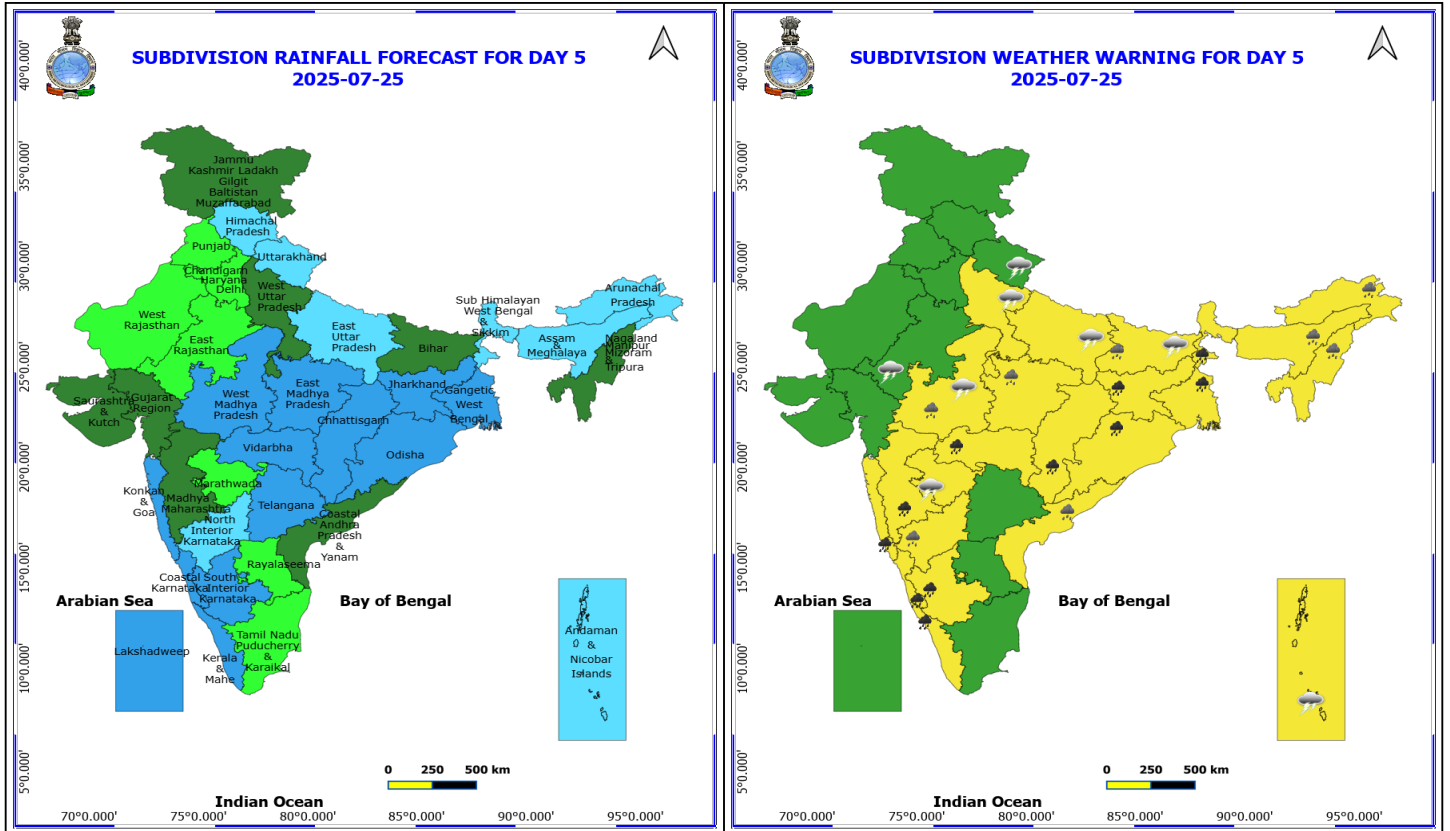 SUBDIVISION RAINFALL FORECAST FOR DAY 5
2025-07-25
40°0.000'
35°0.000'
30°0.000'
25°0.000'
20°0.000'
15°0.000'
10°0.000'
5°0.000'
Jammu
Kashmir Ladakh
Gilgit
Baltistan
Muzaffarabad
Himachal
Pradesh
Punjab
Uttarakhand
Chandigarh
Haryana
Delhi
West
Uttar
Pradesh
West
Rajasthan
East
Rajasthan
East
Uttar
Pradesh
Bihar
Sub Himalayan
West Bengal
&
Sikkim
Arunachal
Pradesh
Assam
&
Meghalaya
Nagaland
Manipur
Mizoram
&
Tripura
Saurashtra
&
Kutch
Gujarat
Region
West
Madhya
Pradesh
East
Madhya
Pradesh
Jharkhand
Gangetic
West
Bengal
Chhattisgarh
Vidarbha
Odisha
Konkan
&
Goa
Madhya
Maharashtra
Marathwada
Telangana
North
Interior
Karnataka
Coastal
Andhra
Pradesh
&
Yanam
Rayalaseema
Coastal
Karnataka
South
Interior
Karnataka
Arabian Sea
Bay of Bengal
Lakshadweep
Kerala
&
Mahe
Tamil Nadu
Puducherry
&
Karaikal
Andaman
&
Nicobar
Islands
0 250 500 km
Indian Ocean
70°0.000' 75°0.000' 80°0.000' 85°0.000' 90°0.000' 95°0.000'
SUBDIVISION WEATHER WARNING FOR DAY 5
2025-07-25
40°0.000'
35°0.000'
30°0.000'
25°0.000'
20°0.000'
15°0.000'
10°0.000'
5°0.000'
Arabian Sea
Bay of Bengal
0 250 500 km
Indian Ocean
70°0.000' 75°0.000' 80°0.000' 85°0.000' 90°0.000' 95°0.000'